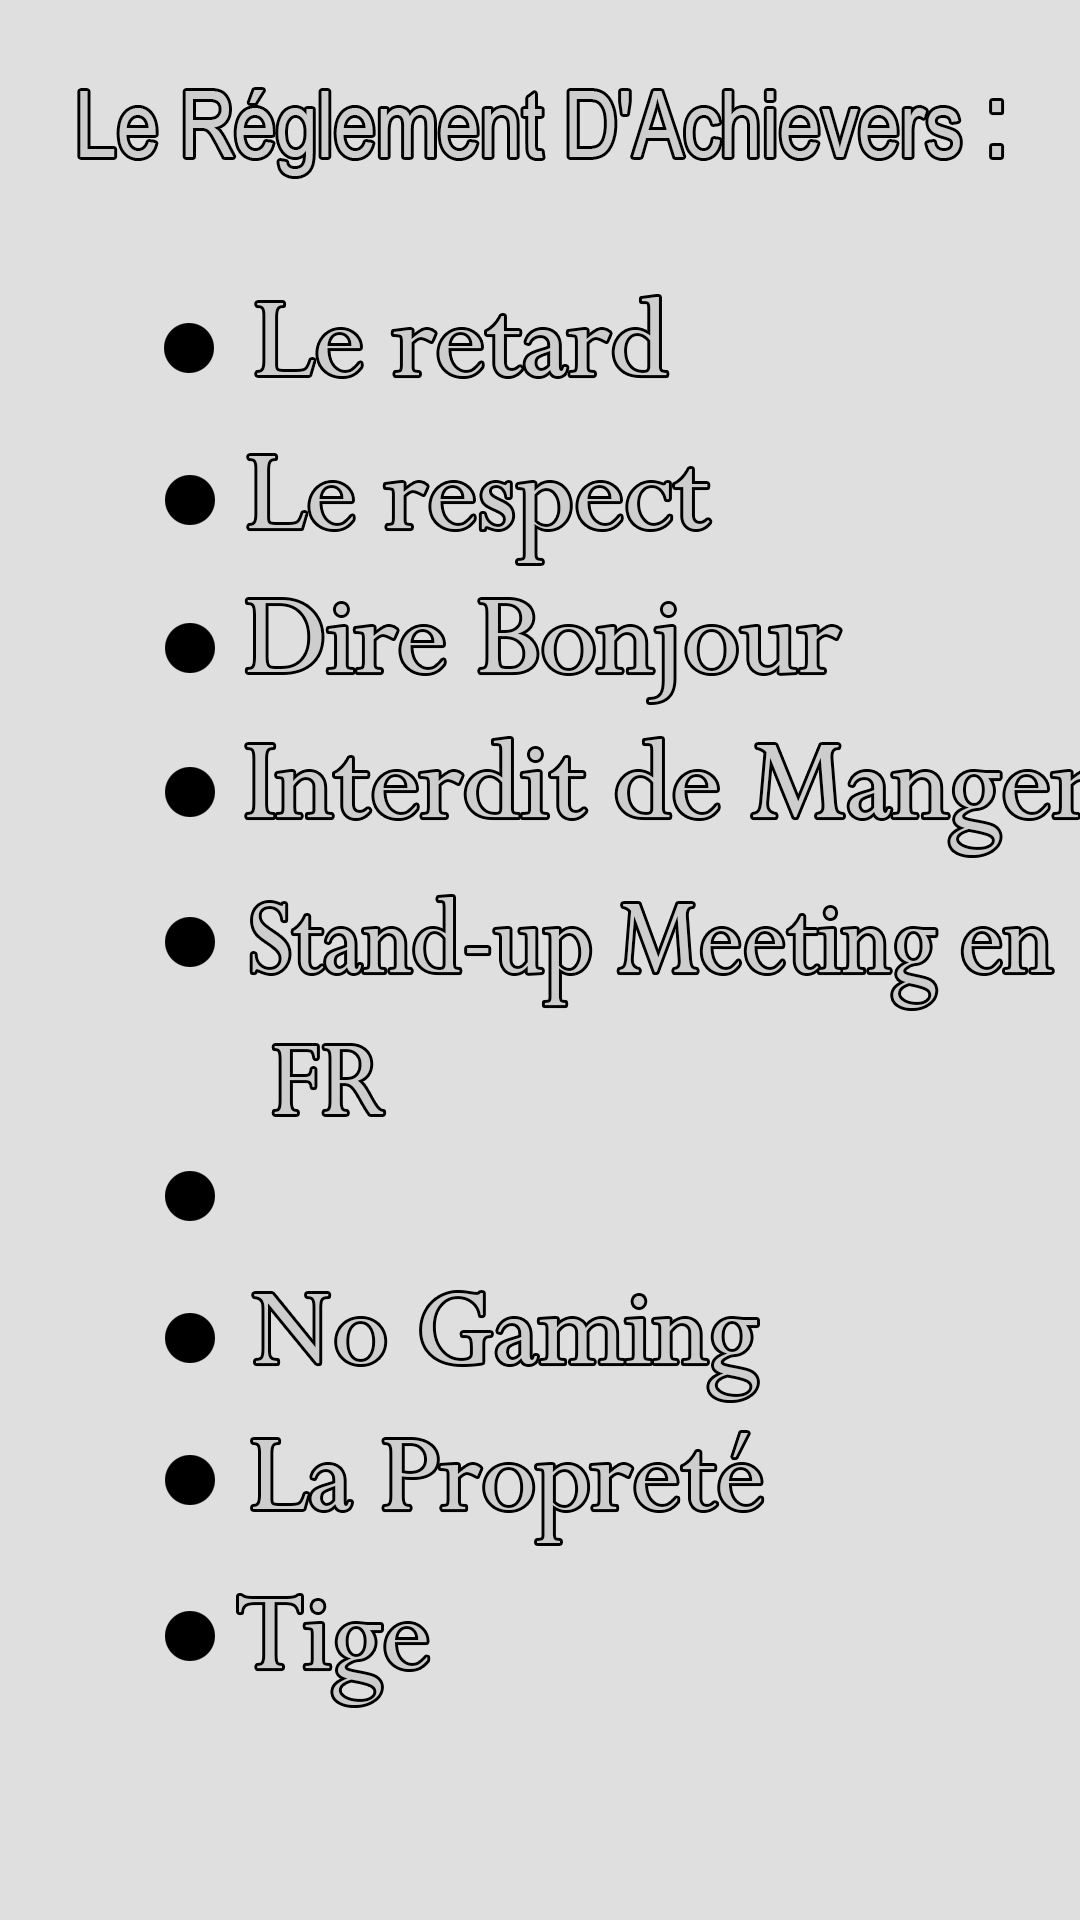 Le Réglement D'Achievers :
● Le retard
● Le respect
● Dire Bonjour
● Interdit de Manger
● Stand-up Meeting en
FR
●
● No Gaming
● La Propreté
● Tige